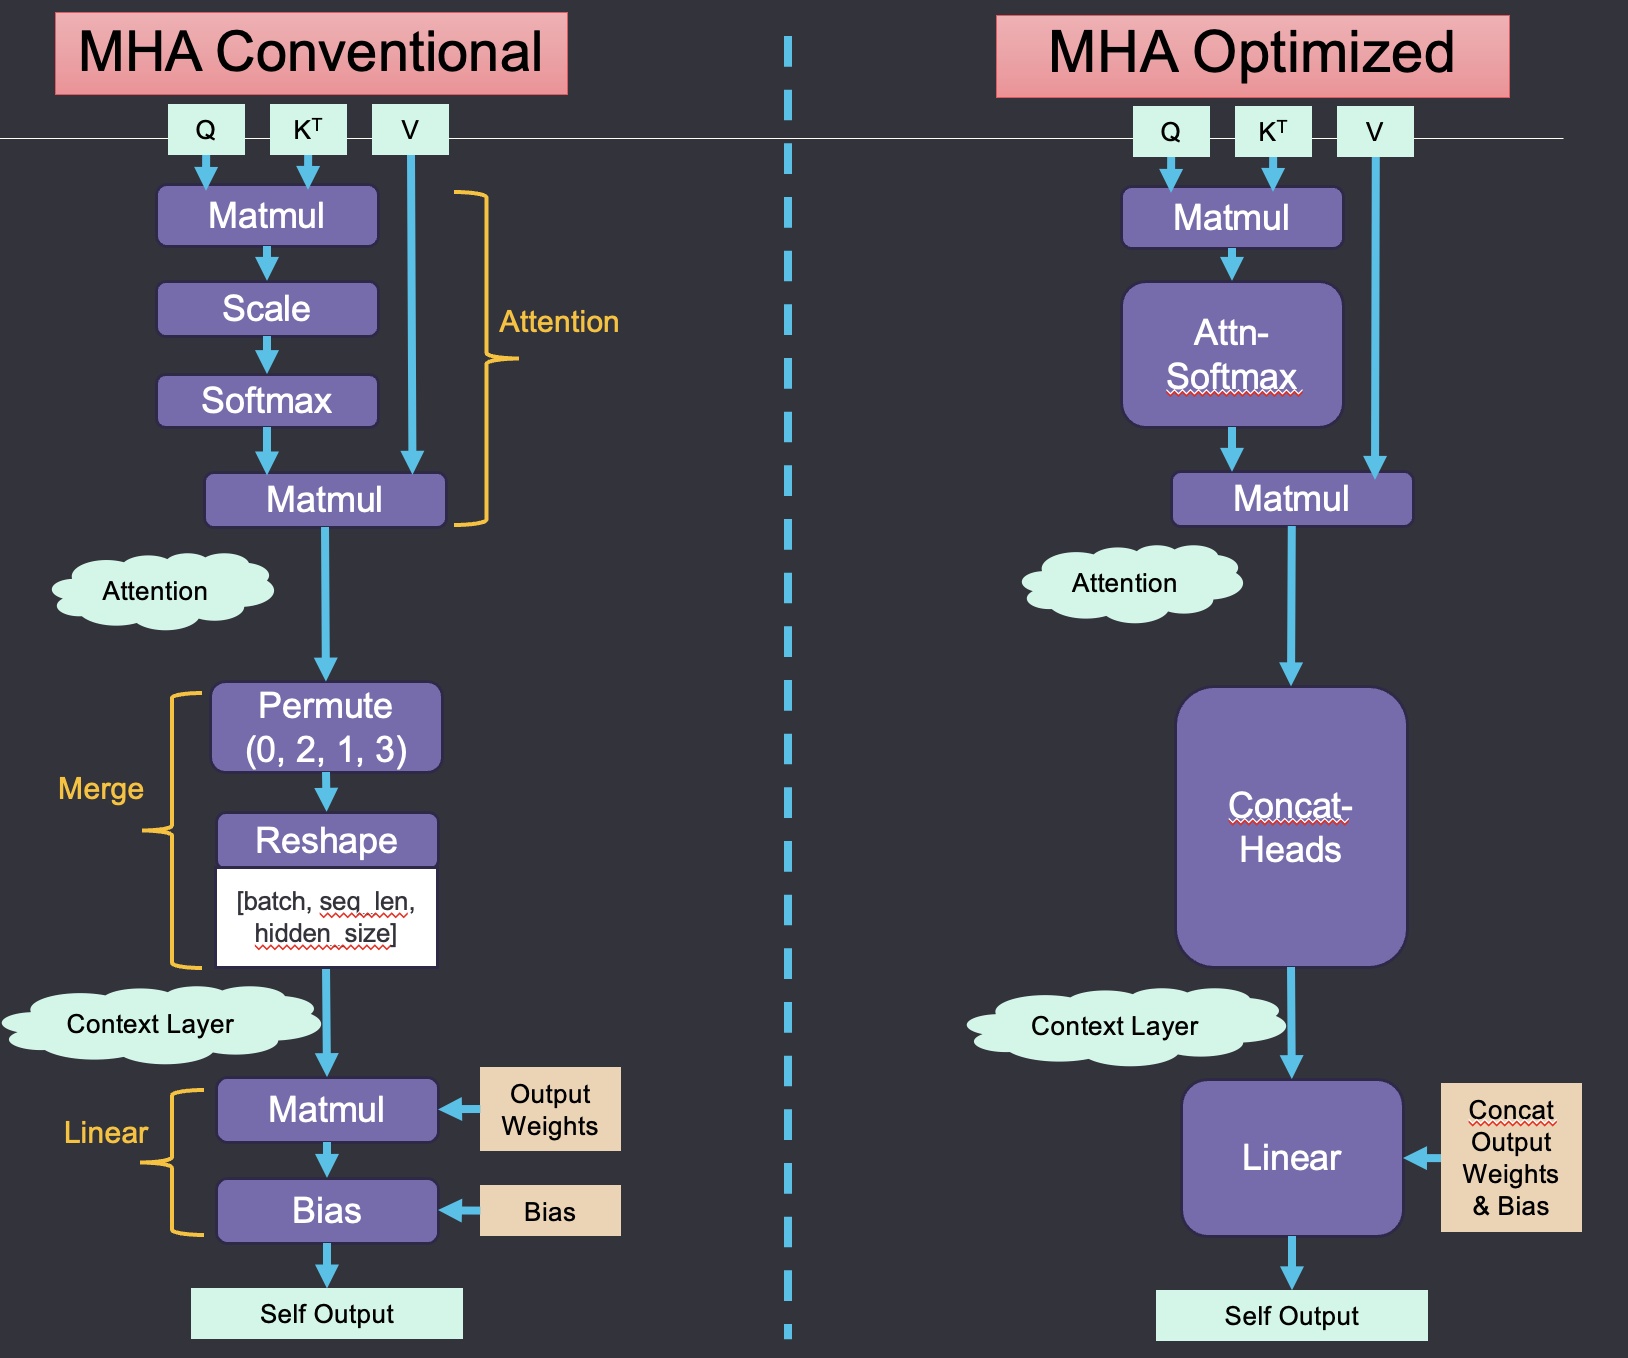 MHA Conventional
Q
Kᵀ
V
Matmul
Scale
Softmax
Matmul
Attention
Attention
Permute
(0, 2, 1, 3)
Merge
Reshape
[batch, seq_len,
hidden_size]
Context Layer
Linear
Matmul
Output
Weights
Bias
Bias
Self Output
MHA Optimized
Q
Kᵀ
V
Matmul
Attn-
Softmax
Matmul
Attention
Concat-
Heads
Context Layer
Linear
Concat
Output
Weights
& Bias
Self Output